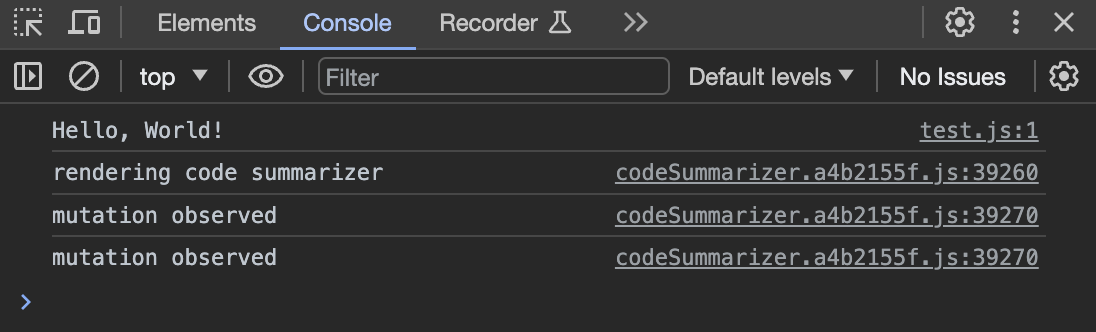 Elements Console Recorder
top Filter Default levels No Issues
Hello, World! test.js:1
rendering code summarizer codeSummarizer.a4b2155f.js:39260
mutation observed codeSummarizer.a4b2155f.js:39270
mutation observed codeSummarizer.a4b2155f.js:39270